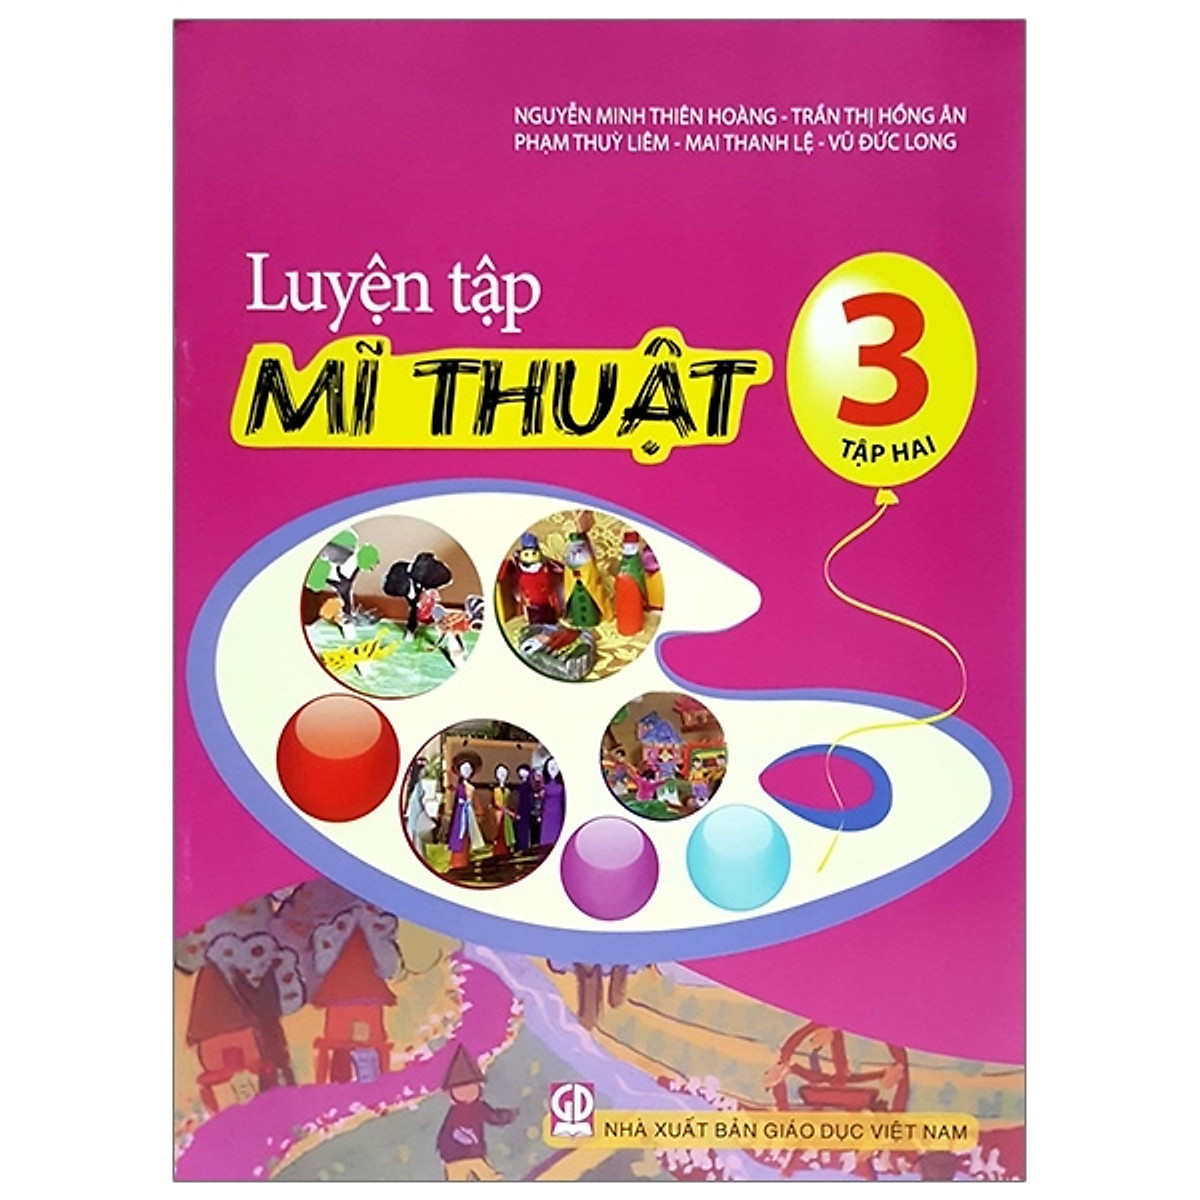 NGUYỄN MINH THIÊN HOÀNG - TRẦN THỊ HỒNG ÂN
PHẠM THUỲ LIÊM - MAI THANH LỆ - VŨ ĐỨC LONG
Luyện tập
MĨ THUẬT
3
TẬP HAI
GD
NHÀ XUẤT BẢN GIÁO DỤC VIỆT NAM